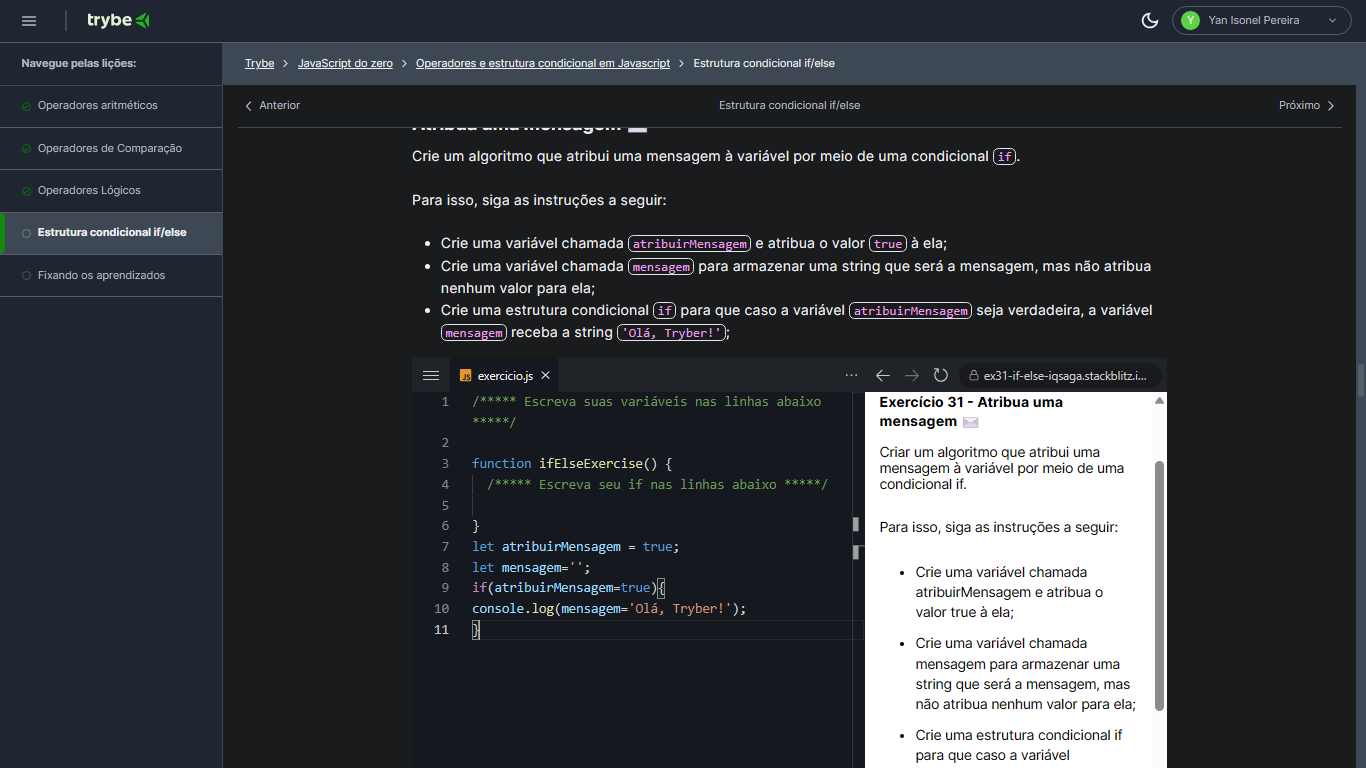 trybe
Y Yan Isonel Pereira
Navegue pelas lições:
Operadores aritméticos
Operadores de Comparação
Operadores Lógicos
Estrutura condicional if/else
Fixando os aprendizados
Trybe > JavaScript do zero > Operadores e estrutura condicional em Javascript > Estrutura condicional if/else
Anterior
Estrutura condicional if/else
Próximo
Atribua uma mensagem
Crie um algoritmo que atribui uma mensagem à variável por meio de uma condicional if.
Para isso, siga as instruções a seguir:
• Crie uma variável chamada atribuirMensagem e atribua o valor true à ela;
• Crie uma variável chamada mensagem para armazenar uma string que será a mensagem, mas não atribua
nenhum valor para ela;
• Crie uma estrutura condicional if para que caso a variável atribuirMensagem seja verdadeira, a variável
mensagem receba a string 'Olá, Tryber!';
JS exercicio.js
ex31-if-else-iqsaga.stackblitz.i...
1 /***** Escreva suas variáveis nas linhas abaixo
*****/
2
3 function ifElseExercise() {
4 /***** Escreva seu if nas linhas abaixo *****/
5
6 }
7 let atribuirMensagem = true;
8 let mensagem='';
9 if(atribuirMensagem=true){
10 console.log(mensagem='Olá, Tryber!');
11 }
Exercício 31 - Atribua uma
mensagem
Criar um algoritmo que atribui uma
mensagem à variável por meio de uma
condicional if.
Para isso, siga as instruções a seguir:
• Crie uma variável chamada
atribuirMensagem e atribua o
valor true à ela;
• Crie uma variável chamada
mensagem para armazenar uma
string que será a mensagem, mas
não atribua nenhum valor para ela;
• Crie uma estrutura condicional if
para que caso a variável